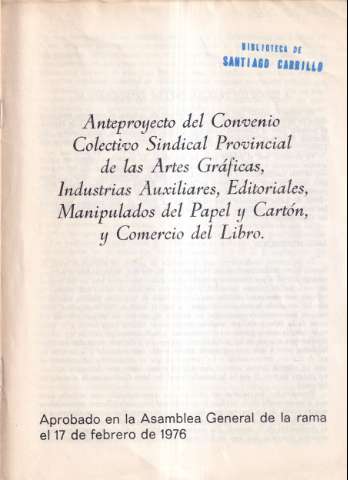 BIBLIOTECA DE
SANTIAGO CARRILLO
Anteproyecto del Convenio
Colectivo Sindical Provincial
de las Artes Gráficas,
Industrias Auxiliares, Editoriales,
Manipulados del Papel y Cartón,
y Comercio del Libro.
Aprobado en la Asamblea General de la rama
el 17 de febrero de 1976